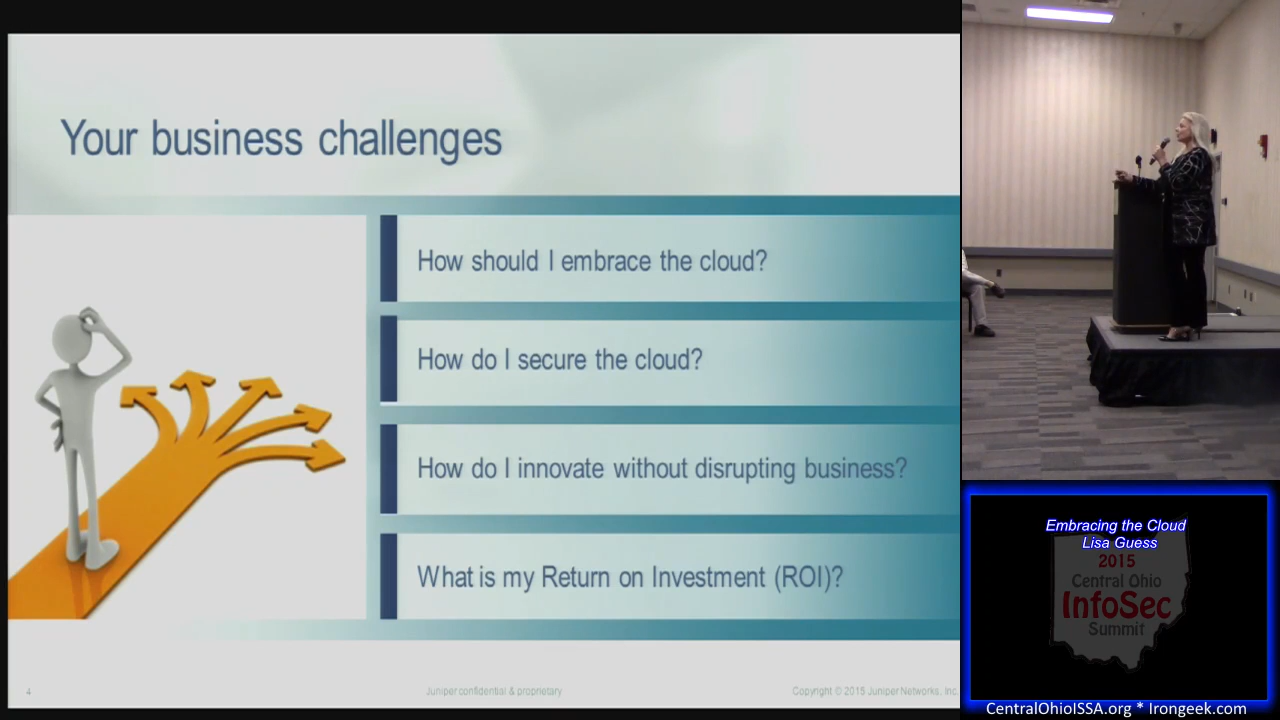 Your business challenges
How should I embrace the cloud?
How do I secure the cloud?
How do I innovate without disrupting business?
What is my Return on Investment (ROI)?
4
Juniper confidential & proprietary
Copyright © 2015 Juniper Networks, Inc.
Embracing the Cloud
Lisa Guess
2015
Central Ohio
InfoSec
Summit
CentralOhioISSA.org * Irongeek.com